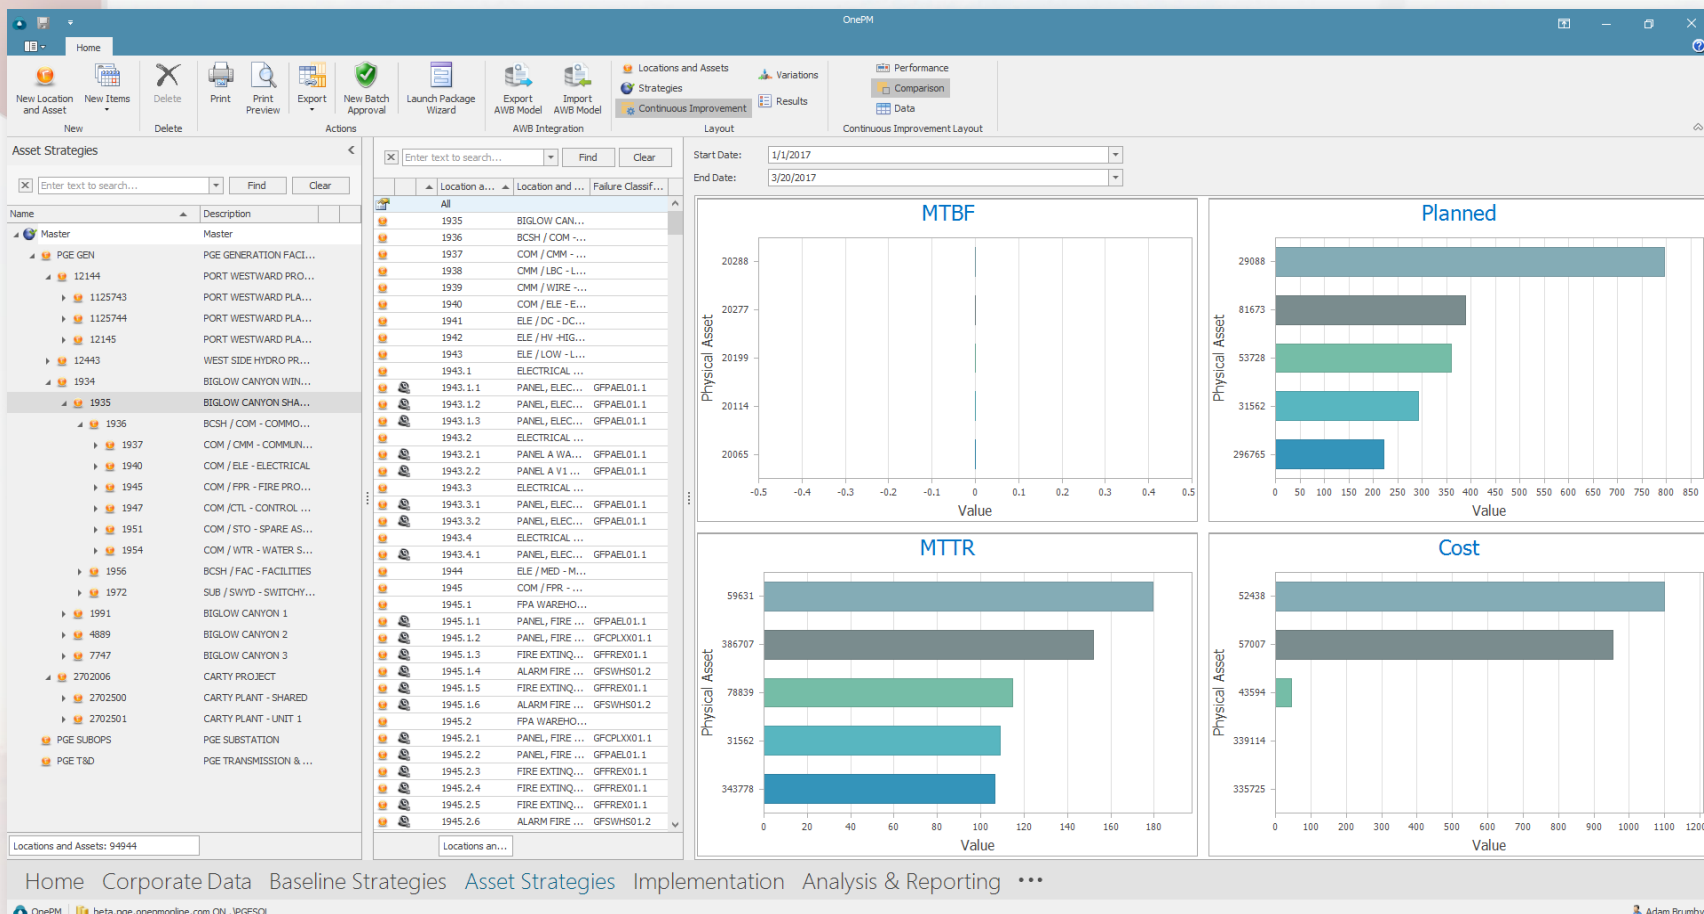 OnePM
Home
New Location and Asset
New Items
New
Delete
Delete
Print
Print Preview
Export
New Batch Approval
Launch Package Wizard
Actions
Export AWB Model
Import AWB Model
AWB Integration
Locations and Assets
Strategies
Continuous Improvement
Variations
Results
Layout
Performance
Comparison
Data
Continuous Improvement Layout
Asset Strategies
Enter text to search... Find Clear
Name Description
Master Master
PGE GEN PGE GENERATION FACI...
12144 PORT WESTWARD PRO...
1125743 PORT WESTWARD PLA...
1125744 PORT WESTWARD PLA...
12145 PORT WESTWARD PLA...
12443 WEST SIDE HYDRO PR...
1934 BIGLOW CANYON WIN...
1935 BIGLOW CANYON SHA...
1936 BCSH / COM - COMMO...
1937 COM / CMM - COMMUN...
1940 COM / ELE - ELECTRICAL
1945 COM / FPR - FIRE PRO...
1947 COM /CTL - CONTROL ...
1951 COM / STO - SPARE AS...
1954 COM / WTR - WATER S...
1956 BCSH / FAC - FACILITIES
1972 SUB / SWYD - SWITCHY...
1991 BIGLOW CANYON 1
4889 BIGLOW CANYON 2
7747 BIGLOW CANYON 3
2702006 CARTY PROJECT
2702500 CARTY PLANT - SHARED
2702501 CARTY PLANT - UNIT 1
PGE SUBOPS PGE SUBSTATION
PGE T&D PGE TRANSMISSION & ...
Locations and Assets: 94944
Enter text to search... Find Clear
Location a... Location and ... Failure Classif...
All
1935 BIGLOW CAN...
1936 BCSH / COM -...
1937 COM / CMM - ...
1938 CMM / LBC - L...
1939 CMM / WIRE -...
1940 COM / ELE - E...
1941 ELE / DC - DC...
1942 ELE / HV -HIG...
1943 ELE / LOW - L...
1943.1 ELECTRICAL ...
1943.1.1 PANEL, ELEC... GFPAEL01.1
1943.1.2 PANEL, ELEC... GFPAEL01.1
1943.1.3 PANEL, ELEC... GFPAEL01.1
1943.2 ELECTRICAL ...
1943.2.1 PANEL A WA... GFPAEL01.1
1943.2.2 PANEL A V1 ... GFPAEL01.1
1943.3 ELECTRICAL ...
1943.3.1 PANEL, ELEC... GFPAEL01.1
1943.3.2 PANEL, ELEC... GFPAEL01.1
1943.4 ELECTRICAL ...
1943.4.1 PANEL, ELEC... GFPAEL01.1
1944 ELE / MED - M...
1945 COM / FPR - ...
1945.1 FPA WAREHO...
1945.1.1 PANEL, FIRE ... GFPAEL01.1
1945.1.2 PANEL, FIRE ... GFCPLXX01.1
1945.1.3 FIRE EXTINQ... GFFREX01.1
1945.1.4 ALARM FIRE ... GFSWHS01.2
1945.1.5 FIRE EXTINQ... GFFREX01.1
1945.1.6 ALARM FIRE ... GFSWHS01.2
1945.2 FPA WAREHO...
1945.2.1 PANEL, FIRE ... GFCPLXX01.1
1945.2.2 PANEL, FIRE ... GFPAEL01.1
1945.2.3 FIRE EXTINQ... GFFREX01.1
1945.2.4 FIRE EXTINQ... GFFREX01.1
1945.2.5 FIRE EXTINQ... GFFREX01.1
1945.2.6 ALARM FIRE ... GFSWHS01.2
Locations an...
Start Date: 1/1/2017
End Date: 3/20/2017
MTBF
Physical Asset
20288
20277
20199
20114
20065
-0.5 -0.4 -0.3 -0.2 -0.1 0 0.1 0.2 0.3 0.4 0.5
Value
Planned
Physical Asset
29088
81673
53728
31562
296765
0 50 100 150 200 250 300 350 400 450 500 550 600 650 700 750 800 850
Value
MTTR
Physical Asset
59631
386707
78839
31562
343778
0 20 40 60 80 100 120 140 160 180
Value
Cost
Physical Asset
52438
57007
43594
339114
335725
0 100 200 300 400 500 600 700 800 900 1000 1100 1200
Value
Home Corporate Data Baseline Strategies Asset Strategies Implementation Analysis & Reporting •••
OnePM beta.pge.onepmonline.com ON .\PGESQL Adam Brumby